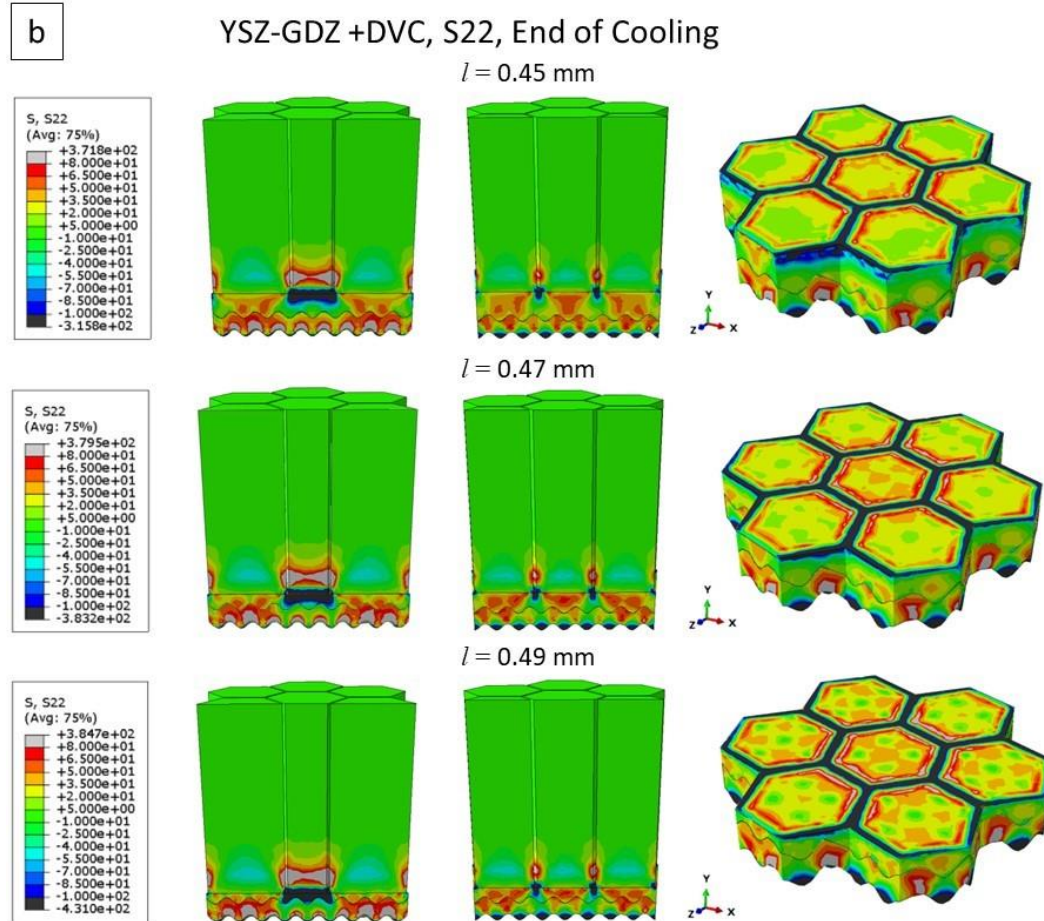 b
YSZ-GDZ +DVC, S22, End of Cooling
l = 0.45 mm
S, S22
(Avg: 75%)
+3.718e+02
+8.000e+01
+6.500e+01
+5.000e+01
+3.500e+01
+2.000e+01
+5.000e+00
-1.000e+01
-2.500e+01
-4.000e+01
-5.500e+01
-7.000e+01
-8.500e+01
-1.000e+02
-3.158e+02
Y
Z X
l = 0.47 mm
S, S22
(Avg: 75%)
+3.795e+02
+8.000e+01
+6.500e+01
+5.000e+01
+3.500e+01
+2.000e+01
+5.000e+00
-1.000e+01
-2.500e+01
-4.000e+01
-5.500e+01
-7.000e+01
-8.500e+01
-1.000e+02
-3.832e+02
Y
Z X
l = 0.49 mm
S, S22
(Avg: 75%)
+3.847e+02
+8.000e+01
+6.500e+01
+5.000e+01
+3.500e+01
+2.000e+01
+5.000e+00
-1.000e+01
-2.500e+01
-4.000e+01
-5.500e+01
-7.000e+01
-8.500e+01
-1.000e+02
-4.310e+02
Y
Z X